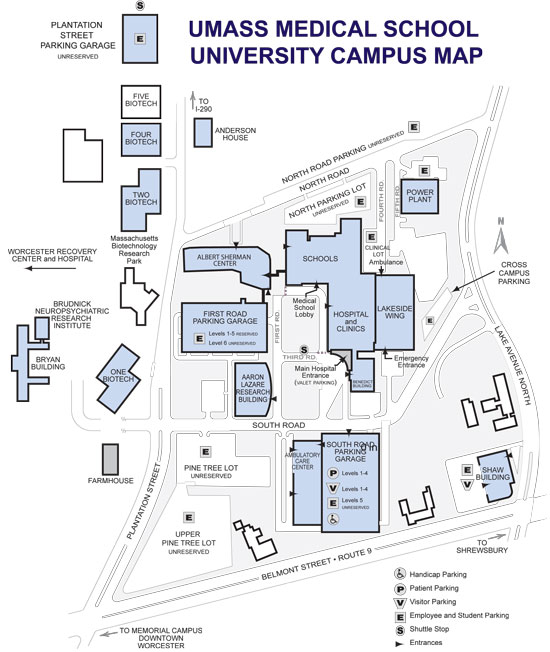 UMASS MEDICAL SCHOOL
UNIVERSITY CAMPUS MAP
PLANTATION
STREET
PARKING GARAGE
UNRESERVED
S
E
FIVE
BIOTECH
FOUR
BIOTECH
TO
I-290
ANDERSON
HOUSE
NORTH ROAD PARKING UNRESERVED
E
NORTH ROAD
NORTH PARKING LOT
UNRESERVED
E
FOURTH RD.
FIFTH RD.
E
POWER
PLANT
TWO
BIOTECH
Massachusetts
Biotechnology
Research
Park
WORCESTER RECOVERY
CENTER and HOSPITAL
N
E
CLINICAL
LOT
Ambulance
CROSS
CAMPUS
PARKING
ALBERT SHERMAN
CENTER
SCHOOLS
Medical
School
Lobby
HOSPITAL
and
CLINICS
LAKESIDE
WING
E
BRUDNICK
NEUROPSYCHIATRIC
RESEARCH
INSTITUTE
BRYAN
BUILDING
FIRST ROAD
PARKING GARAGE
E
Levels 1-5 RESERVED
Level 6 UNRESERVED
FIRST RD.
S
THIRD RD.
Main Hospital
Entrance
(VALET PARKING)
Emergency
Entrance
BENEDICT
BUILDING
LAKE AVENUE NORTH
ONE
BIOTECH
AARON
LAZARE
RESEARCH
BUILDING
SOUTH ROAD
FARMHOUSE
PLANTATION STREET
E
PINE TREE LOT
UNRESERVED
E
UPPER
PINE TREE LOT
UNRESERVED
AMBULATORY
CARE
CENTER
SOUTH ROAD
PARKING
GARAGE
P
Levels 1-4
V
Levels 1-4
E
Levels 5
UNRESERVED
E
V
SHAW
BUILDING
TO
SHREWSBURY
BELMONT STREET • ROUTE 9
TO MEMORIAL CAMPUS
DOWNTOWN
WORCESTER
Handicap Parking
P Patient Parking
V Visitor Parking
E Employee and Student Parking
S Shuttle Stop
Entrances